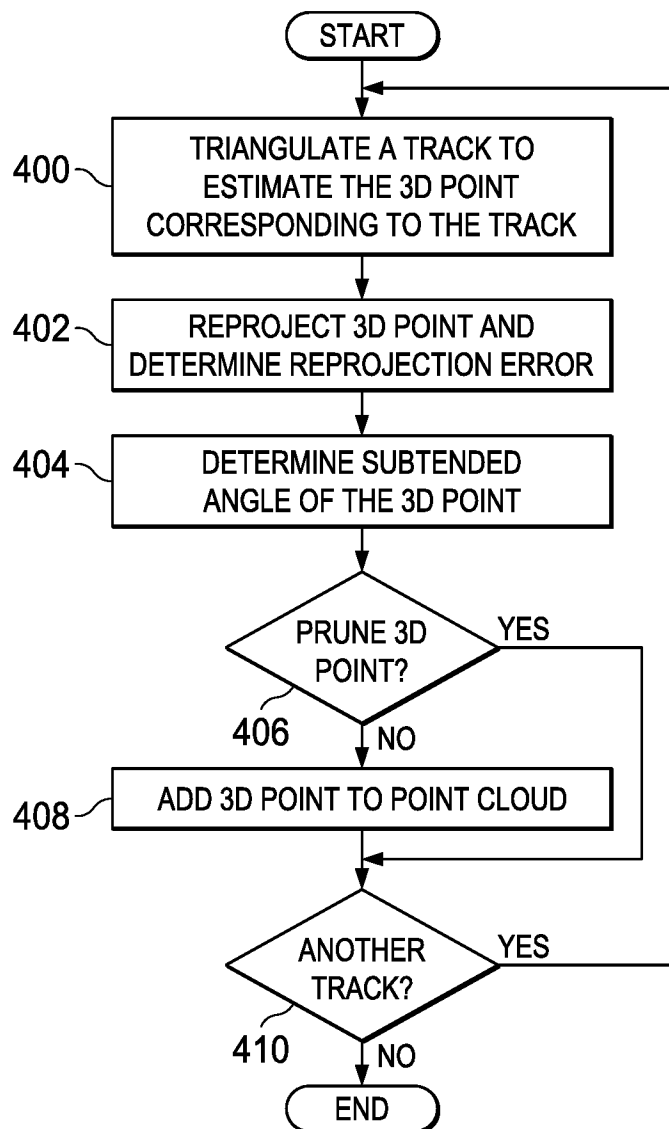 START
400
TRIANGULATE A TRACK TO
ESTIMATE THE 3D POINT
CORRESPONDING TO THE TRACK
402
REPROJECT 3D POINT AND
DETERMINE REPROJECTION ERROR
404
DETERMINE SUBTENDED
ANGLE OF THE 3D POINT
PRUNE 3D
POINT?
YES
406
NO
408
ADD 3D POINT TO POINT CLOUD
ANOTHER
TRACK?
YES
410
NO
END